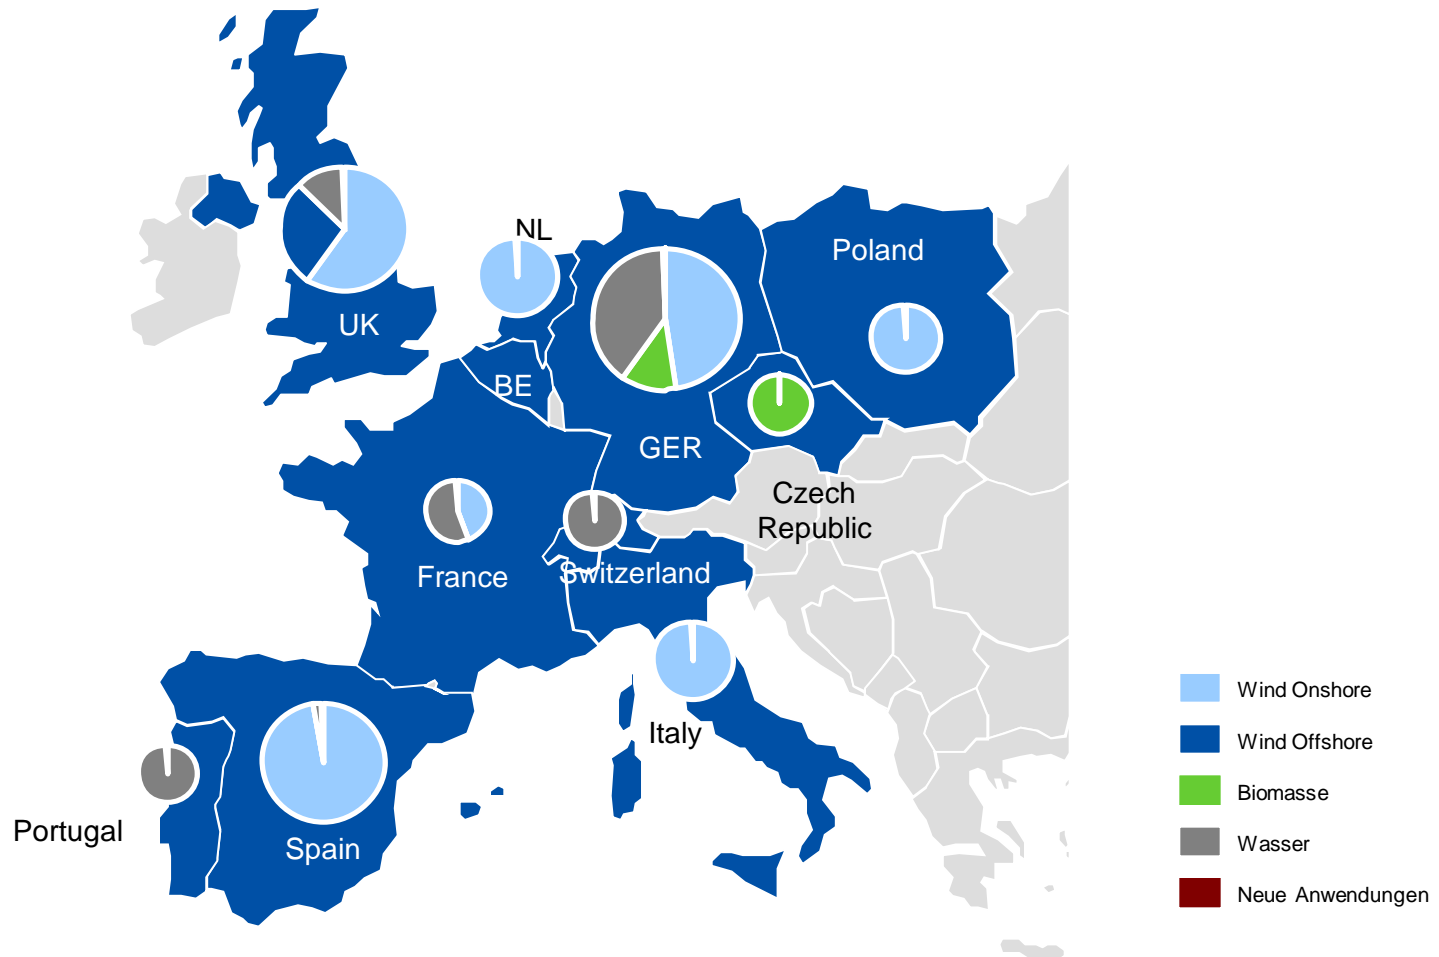 NL
Poland
UK
BE
GER
Czech
Republic
France
Switzerland
Italy
Portugal
Spain
Wind Onshore
Wind Offshore
Biomasse
Wasser
Neue Anwendungen